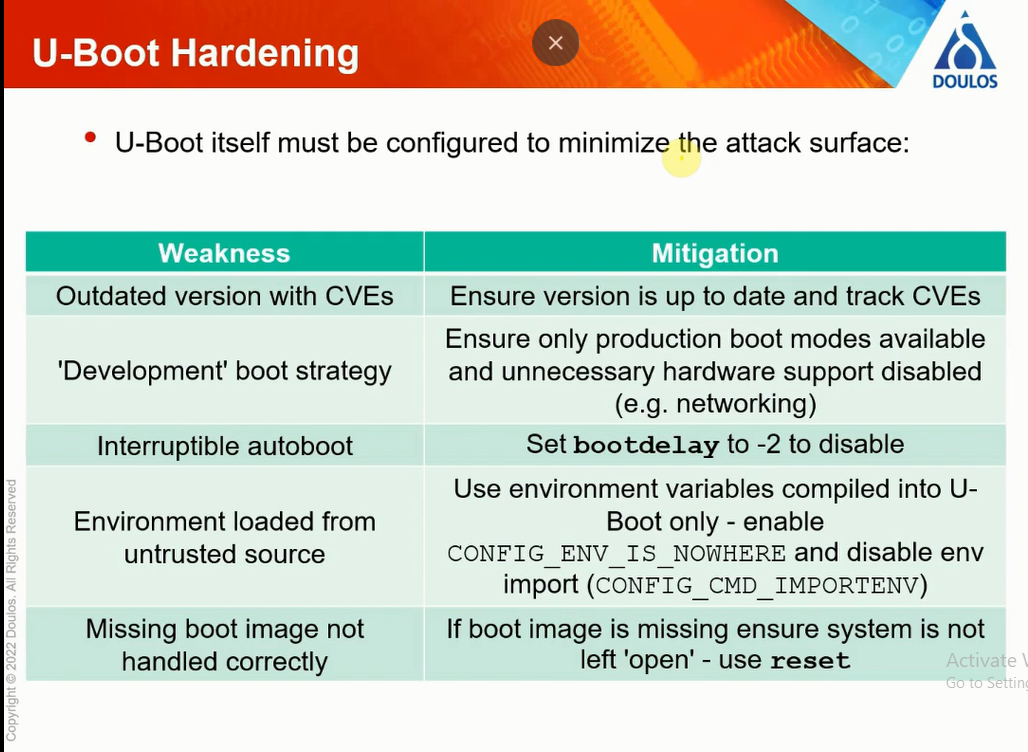 U-Boot Hardening
DOULOS
• U-Boot itself must be configured to minimize the attack surface:
Weakness
Mitigation
Outdated version with CVEs
Ensure version is up to date and track CVEs
'Development' boot strategy
Ensure only production boot modes available
and unnecessary hardware support disabled
(e.g. networking)
Interruptible autoboot
Set bootdelay to -2 to disable
Environment loaded from
untrusted source
Use environment variables compiled into U-
Boot only - enable
CONFIG_ENV_IS_NOWHERE and disable env
import (CONFIG_CMD_IMPORTENV)
Missing boot image not
handled correctly
If boot image is missing ensure system is not
left 'open' - use reset
Copyright © 2022 Doulos. All Rights Reserved
Activate
Go to Setting